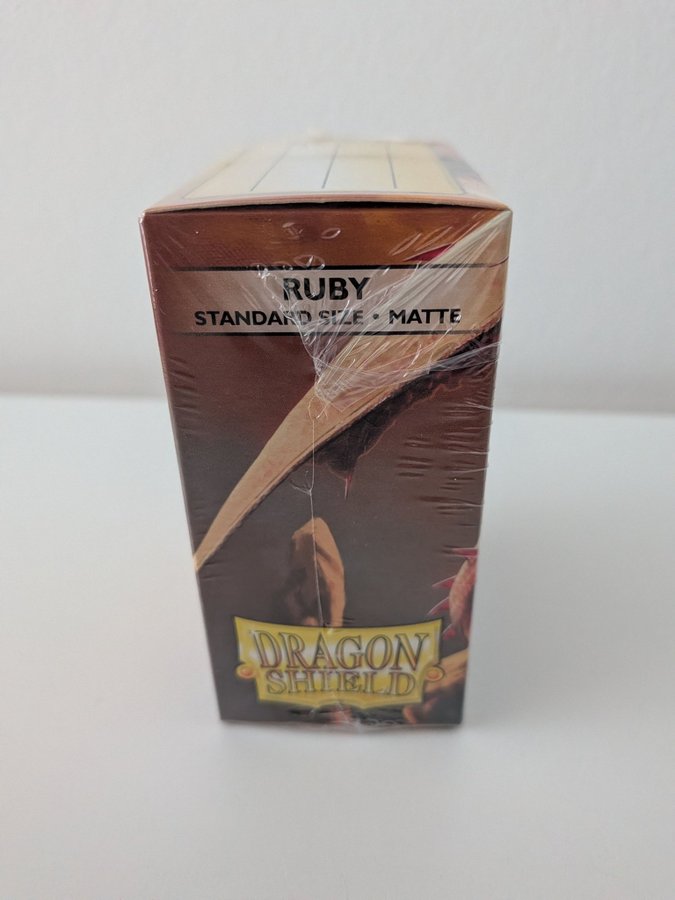 RUBY
STANDARD SIZE • MATTE
DRAGON
SHIELD